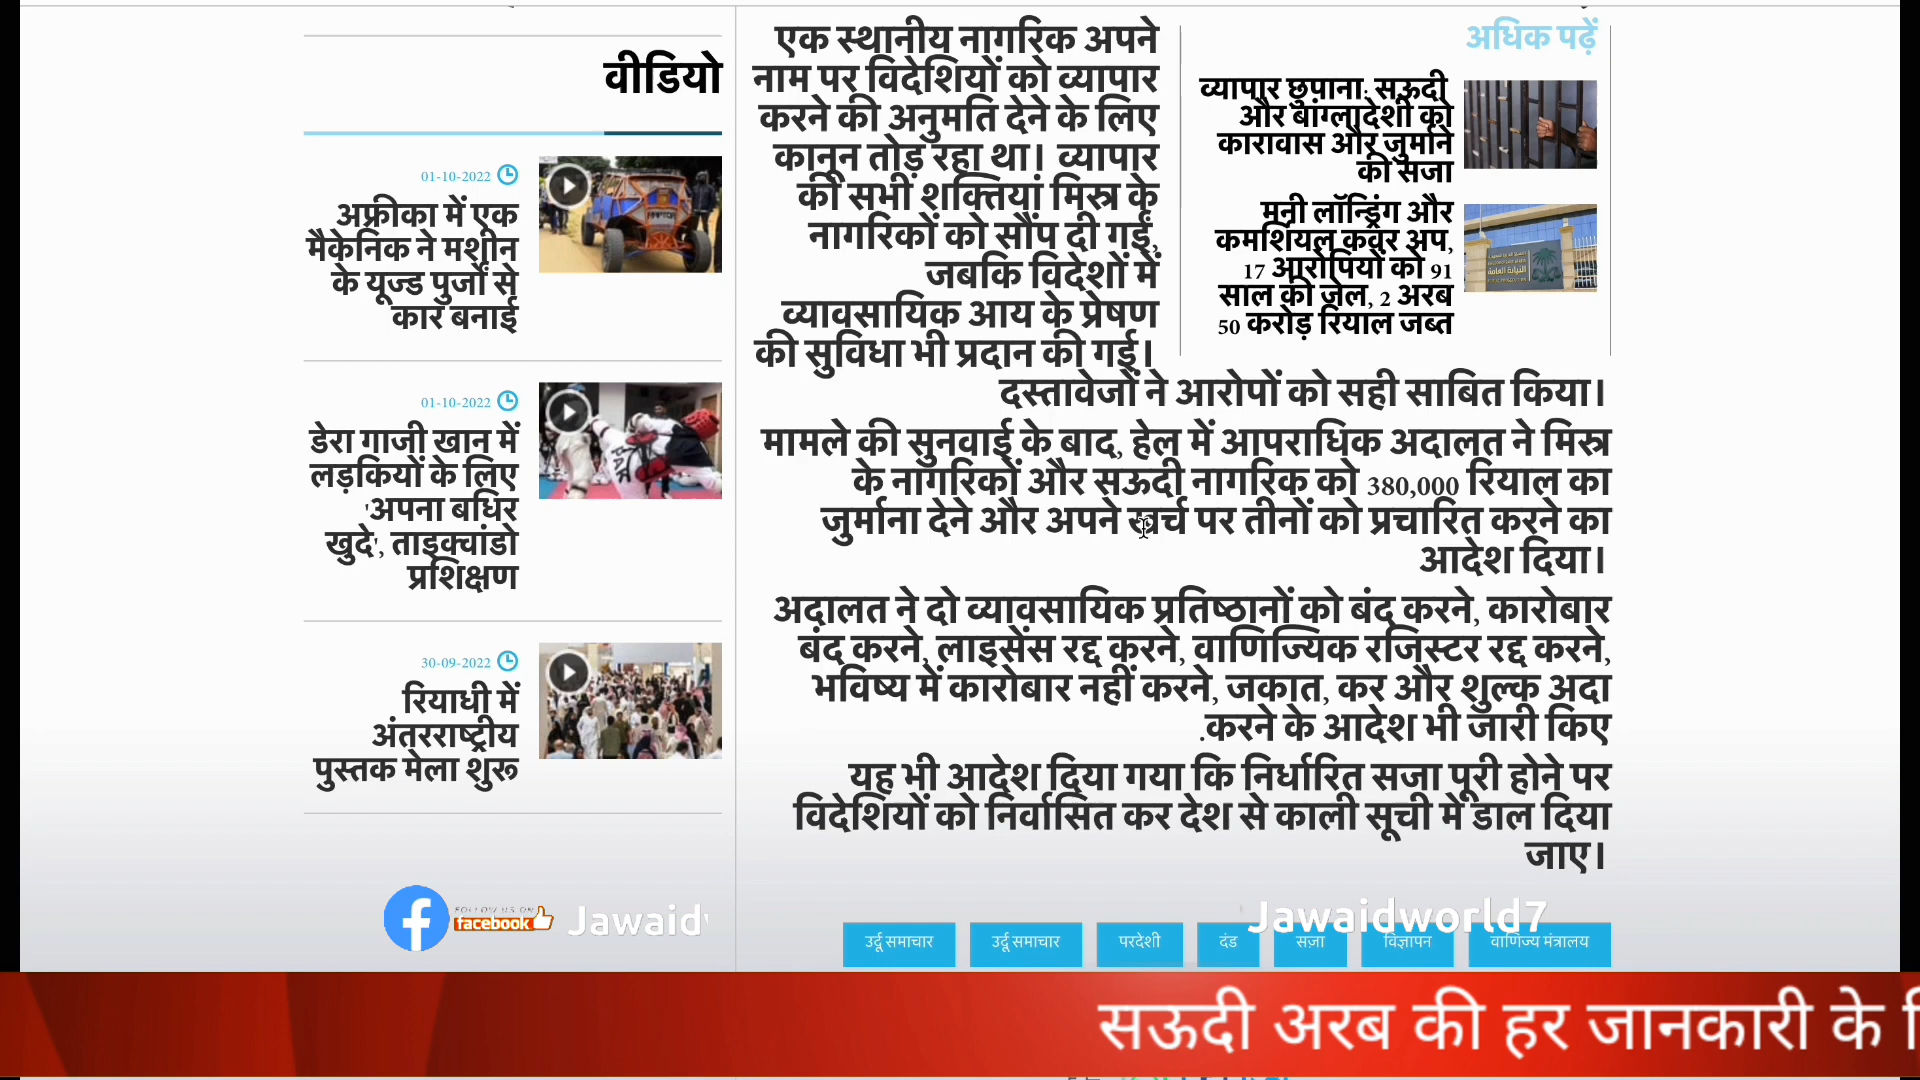 वीडियो
01-10-2022
अफ्रीका में एक
मैकेनिक ने मशीन
के यूज्ड पुर्जों से
कार बनाई
01-10-2022
डेरा गाजी खान में
लड़कियों के लिए
'अपना बधिर
खुदे', ताइक्वांडो
प्रशिक्षण
30-09-2022
रियाधी में
अंतरराष्ट्रीय
पुस्तक मेला शुरू
एक स्थानीय नागरिक अपने
नाम पर विदेशियों को व्यापार
करने की अनुमति देने के लिए
कानून तोड़ रहा था। व्यापार
की सभी शक्तियां मिस्र के
नागरिकों को सौंप दी गईं,
जबकि विदेशों में
व्यावसायिक आय के प्रेषण
की सुविधा भी प्रदान की गई।
दस्तावेजों ने आरोपों को सही साबित किया।
मामले की सुनवाई के बाद, हेल में आपराधिक अदालत ने मिस्र
के नागरिकों और सऊदी नागरिक को 380,000 रियाल का
जुर्माना देने और अपने खर्च पर तीनों को प्रचारित करने का
आदेश दिया।
अदालत ने दो व्यावसायिक प्रतिष्ठानों को बंद करने, कारोबार
बंद करने, लाइसेंस रद्द करने, वाणिज्यिक रजिस्टर रद्द करने,
भविष्य में कारोबार नहीं करने, जकात, कर और शुल्क अदा
.करने के आदेश भी जारी किए
यह भी आदेश दिया गया कि निर्धारित सजा पूरी होने पर
विदेशियों को निर्वासित कर देश से काली सूची में डाल दिया
जाए।
अधिक पढ़ें
व्यापार छुपाना: सऊदी
और बांग्लादेशी को
कारावास और जुर्माने
की सजा
मनी लॉन्ड्रिंग और
कमर्शियल कवर अप,
17 आरोपियों को 91
साल की जेल, 2 अरब
50 करोड़ रियाल जब्त
FOLLOW US ON
facebook
Jawaid
Jawaidworld7
उर्दू समाचार
उर्दू समाचार
परदेशी
दंड
सज़ा
विज्ञापन
वाणिज्य मंत्रालय
सऊदी अरब की हर जानकारी के